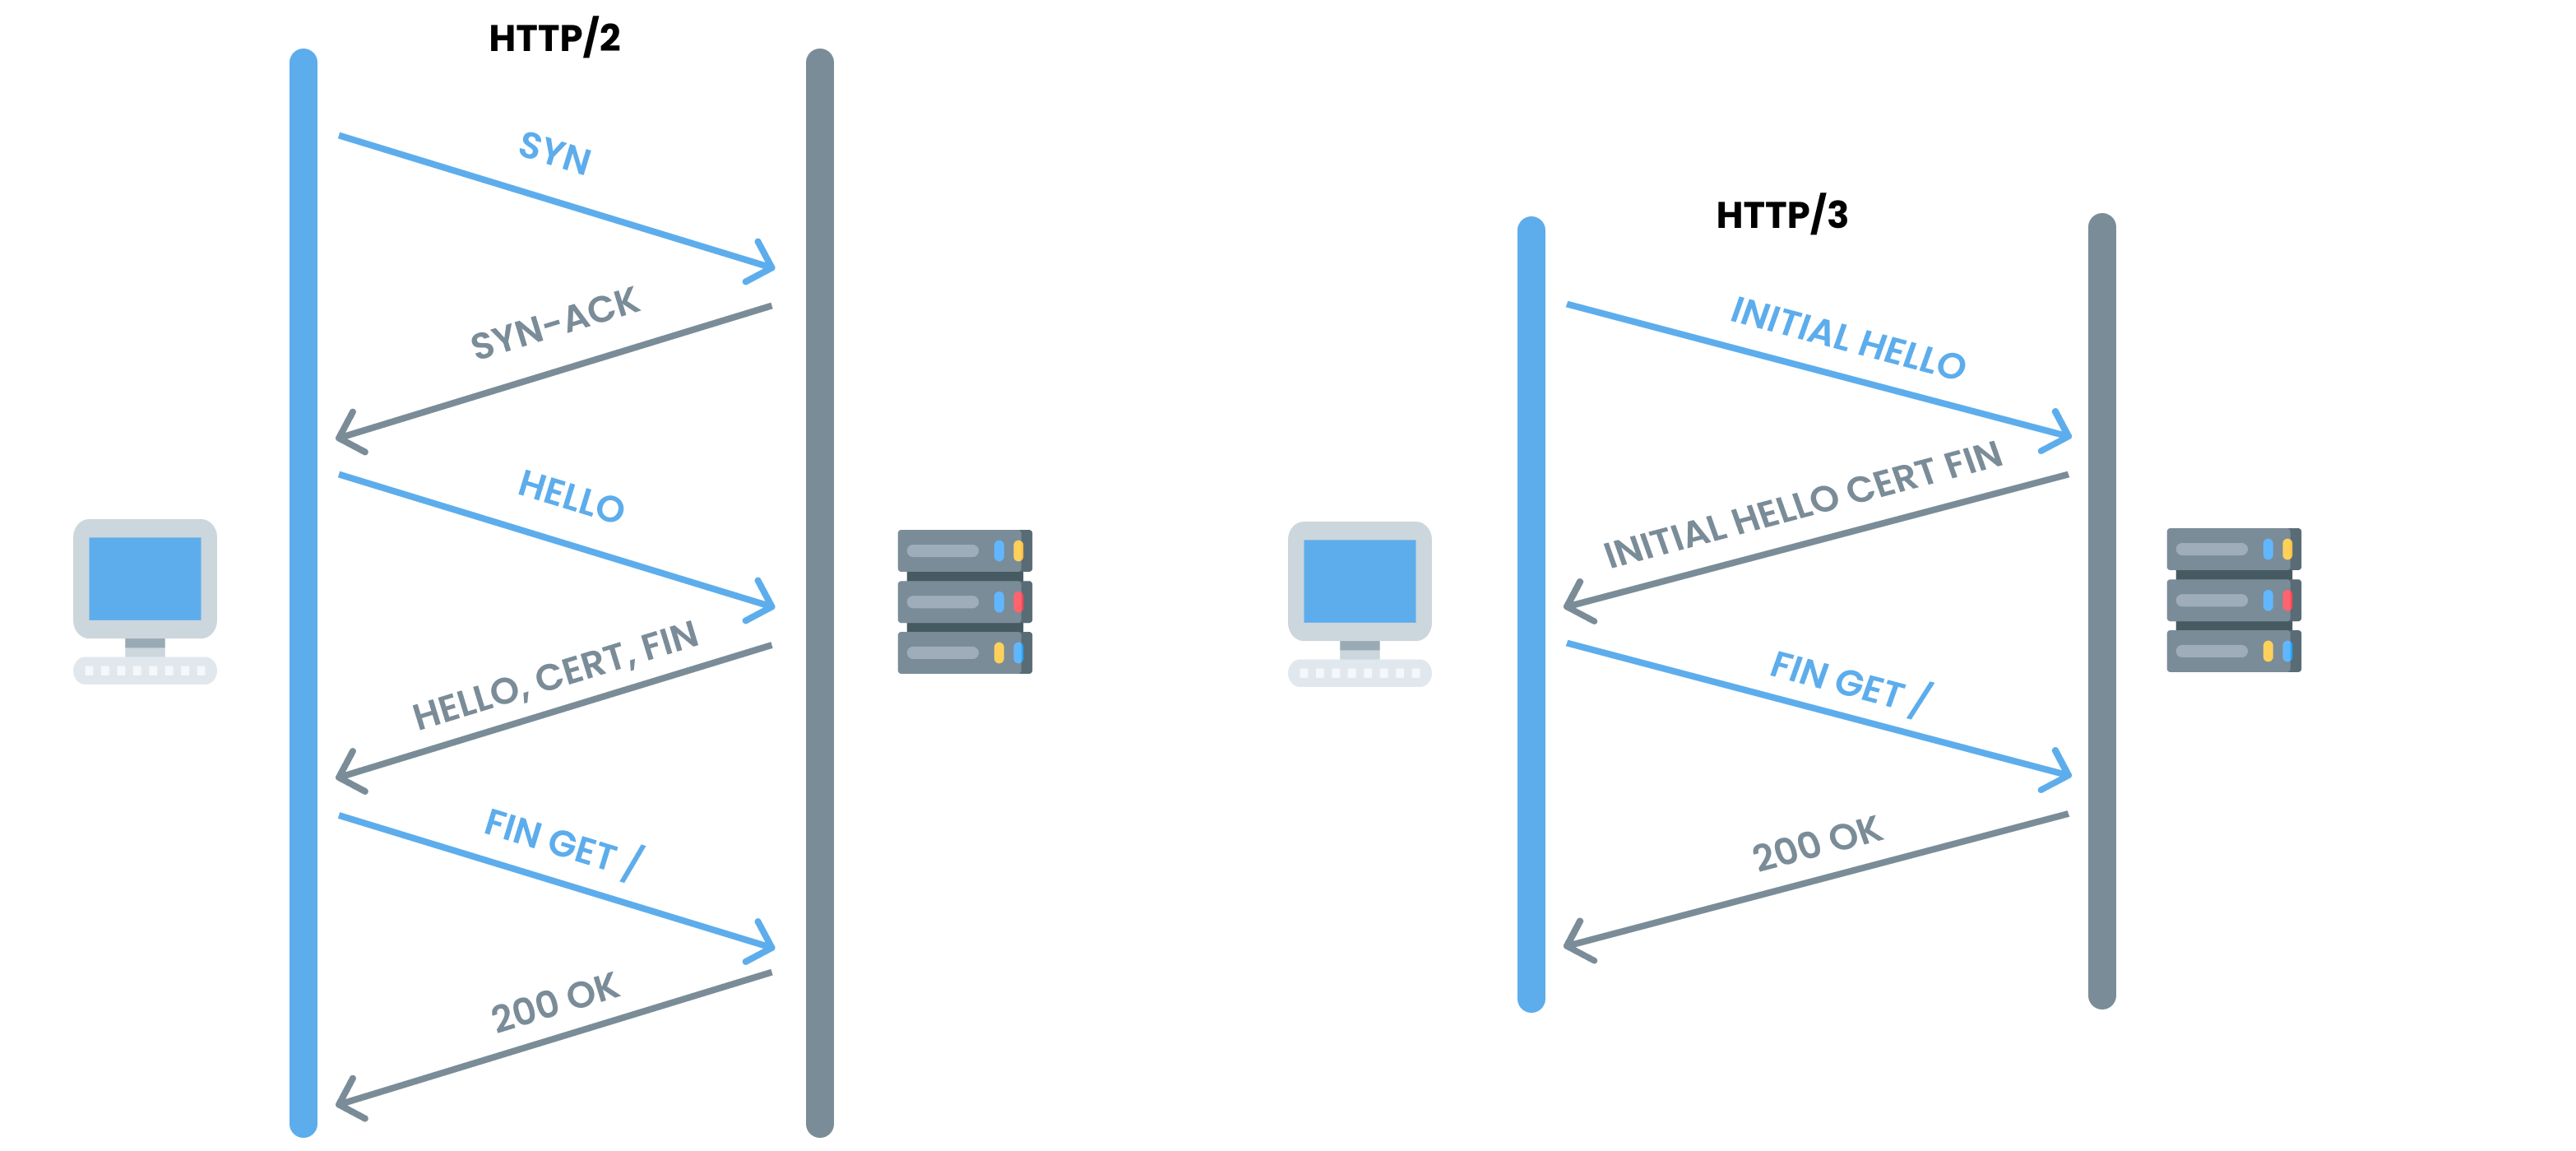 HTTP/2
SYN
SYN-ACK
HELLO
HELLO, CERT, FIN
FIN GET /
200 OK
HTTP/3
INITIAL HELLO
INITIAL HELLO CERT FIN
FIN GET /
200 OK